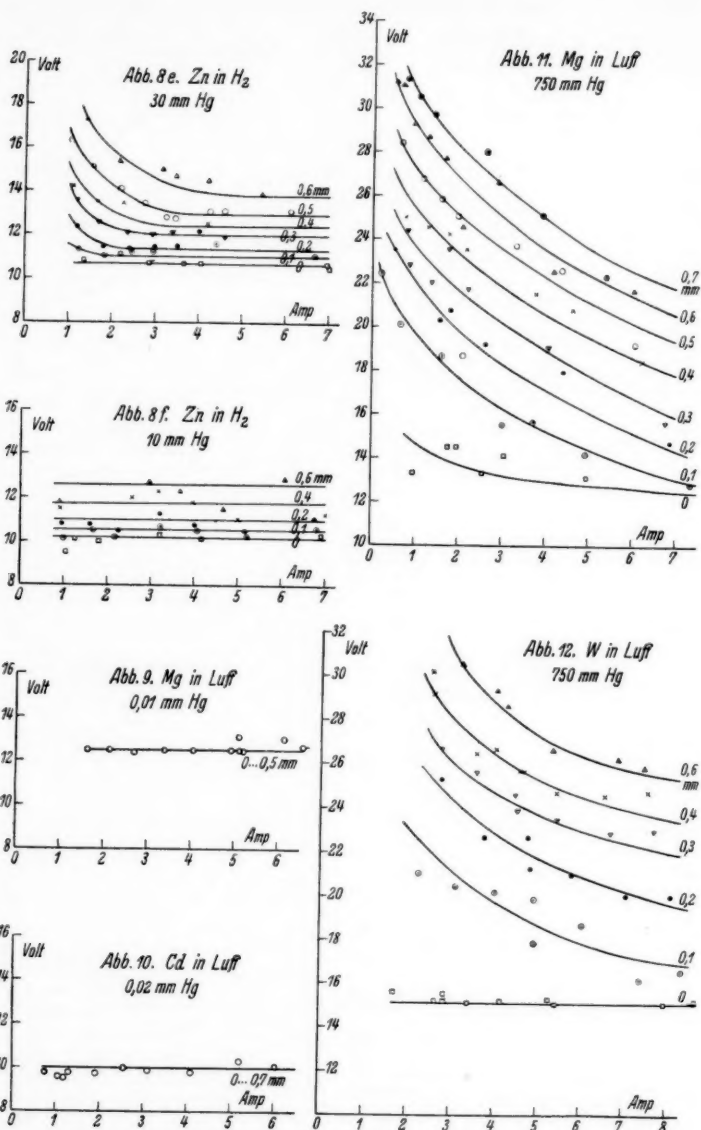 20
Volt
18
16
14
12
10
8
Abb. 8e. Zn in H2
30 mm Hg
0,6 mm
0,5
0,4
0,3
0,2
0,1
0
Amp
0 1 2 3 4 5 6 7
16
Volt
14
12
10
8
Abb. 8f. Zn in H2
10 mm Hg
0,6 mm
0,4
0,2
0,1
0
Amp
0 1 2 3 4 5 6 7
16
Volt
14
12
10
8
Abb. 9. Mg in Luft
0,01 mm Hg
0...0,5 mm
Amp
0 1 2 3 4 5 6
Volt
14
12
10
8
Abb. 10. Cd in Luft
0,02 mm Hg
0...0,7 mm
Amp
0 1 2 3 4 5 6
34
Volt
32
30
28
26
24
22
20
18
16
14
12
10
Abb. 11. Mg in Luft
750 mm Hg
0,7
mm
0,6
0,5
0,4
0,3
0,2
0,1
0
Amp
0 1 2 3 4 5 6 7
32
Volt
30
28
26
24
22
20
18
16
14
12
Abb. 12. W in Luft
750 mm Hg
0,6
mm
0,4
0,3
0,2
0,1
0
Amp
0 2 3 4 5 6 7 8